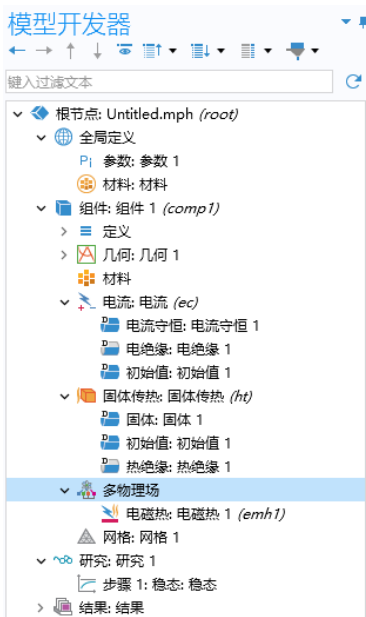 模型开发器
键入过滤文本
根节点: Untitled.mph (root)
全局定义
Pi 参数: 参数 1
材料: 材料
组件: 组件 1 (comp1)
定义
几何: 几何 1
材料
电流: 电流 (ec)
电流守恒: 电流守恒 1
电绝缘: 电绝缘 1
初始值: 初始值 1
固体传热: 固体传热 (ht)
固体: 固体 1
初始值: 初始值 1
热绝缘: 热绝缘 1
多物理场
电磁热: 电磁热 1 (emh1)
网格: 网格 1
研究: 研究 1
步骤 1: 稳态: 稳态
结果: 结果